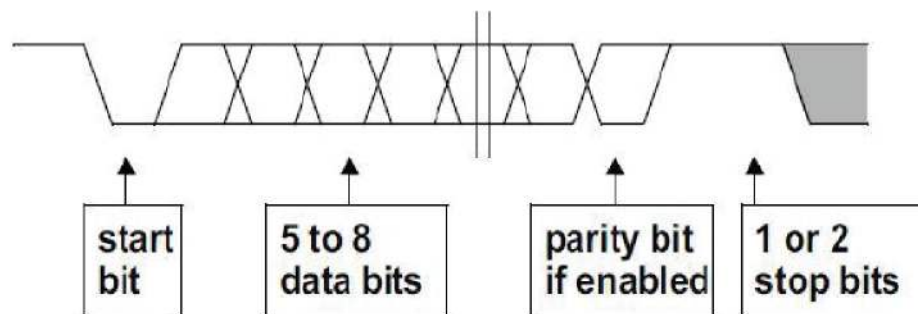 start
bit
5 to 8
data bits
parity bit
if enabled
1 or 2
stop bits